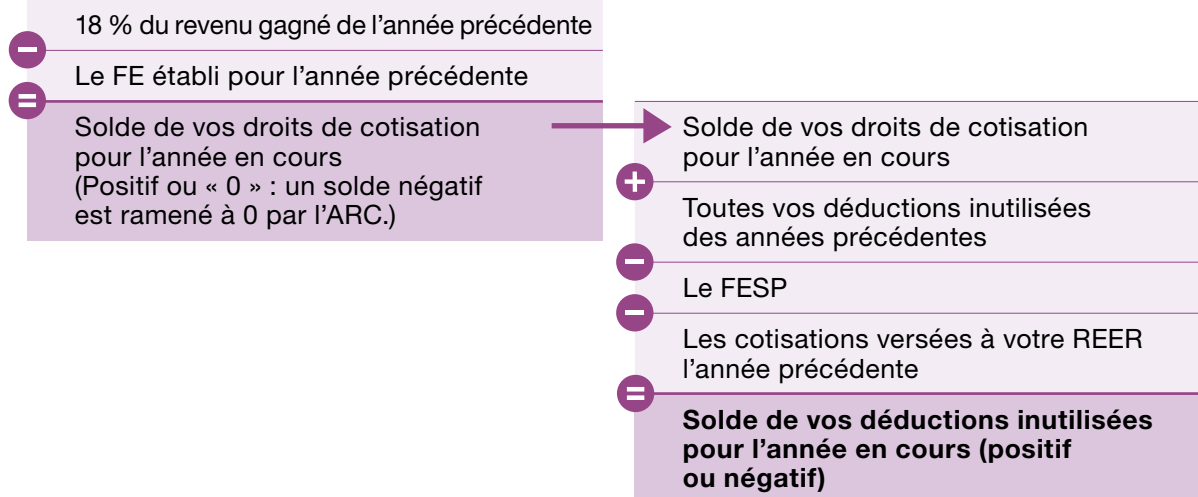 18 % du revenu gagné de l'année précédente
−
Le FE établi pour l'année précédente
=
Solde de vos droits de cotisation
pour l'année en cours
(Positif ou « 0 » : un solde négatif
est ramené à 0 par l'ARC.)
Solde de vos droits de cotisation
pour l'année en cours
+
Toutes vos déductions inutilisées
des années précédentes
−
Le FESP
−
Les cotisations versées à votre REER
l'année précédente
=
Solde de vos déductions inutilisées
pour l'année en cours (positif
ou négatif)